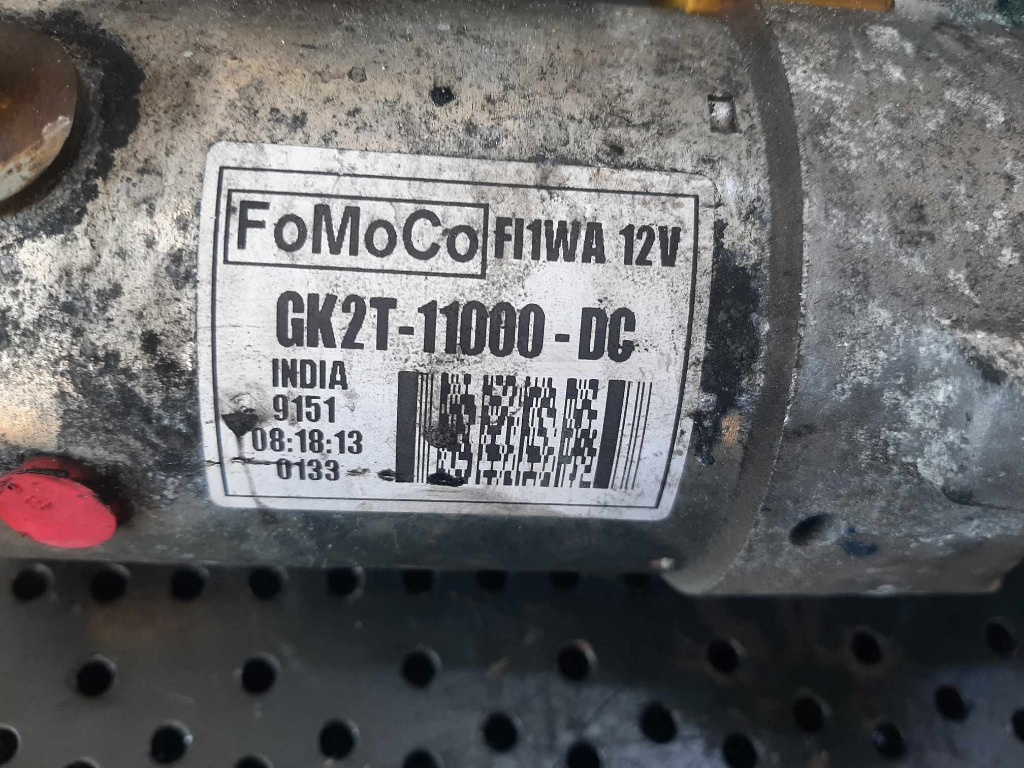 FoMoCo FI1WA 12V
GK2T-11000-DC
INDIA
9151
08:18:13
0133